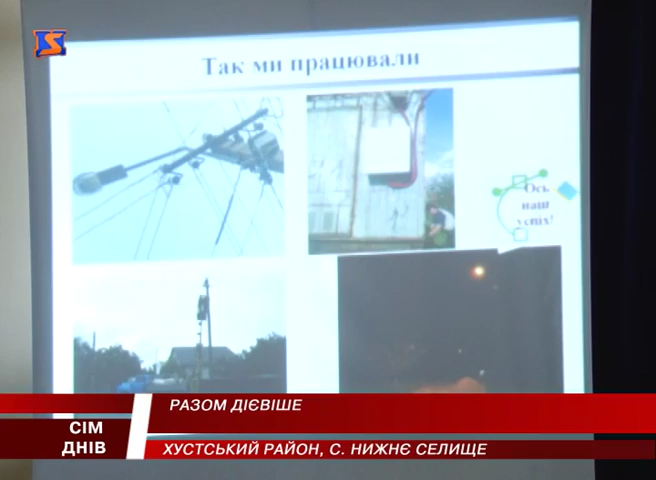 Так ми працювали
Ось
наш
успіх!
РАЗОМ ДІЄВІШЕ
СІМ
ДНІВ
ХУСТСЬКИЙ РАЙОН, С. НИЖНЄ СЕЛИЩЕ